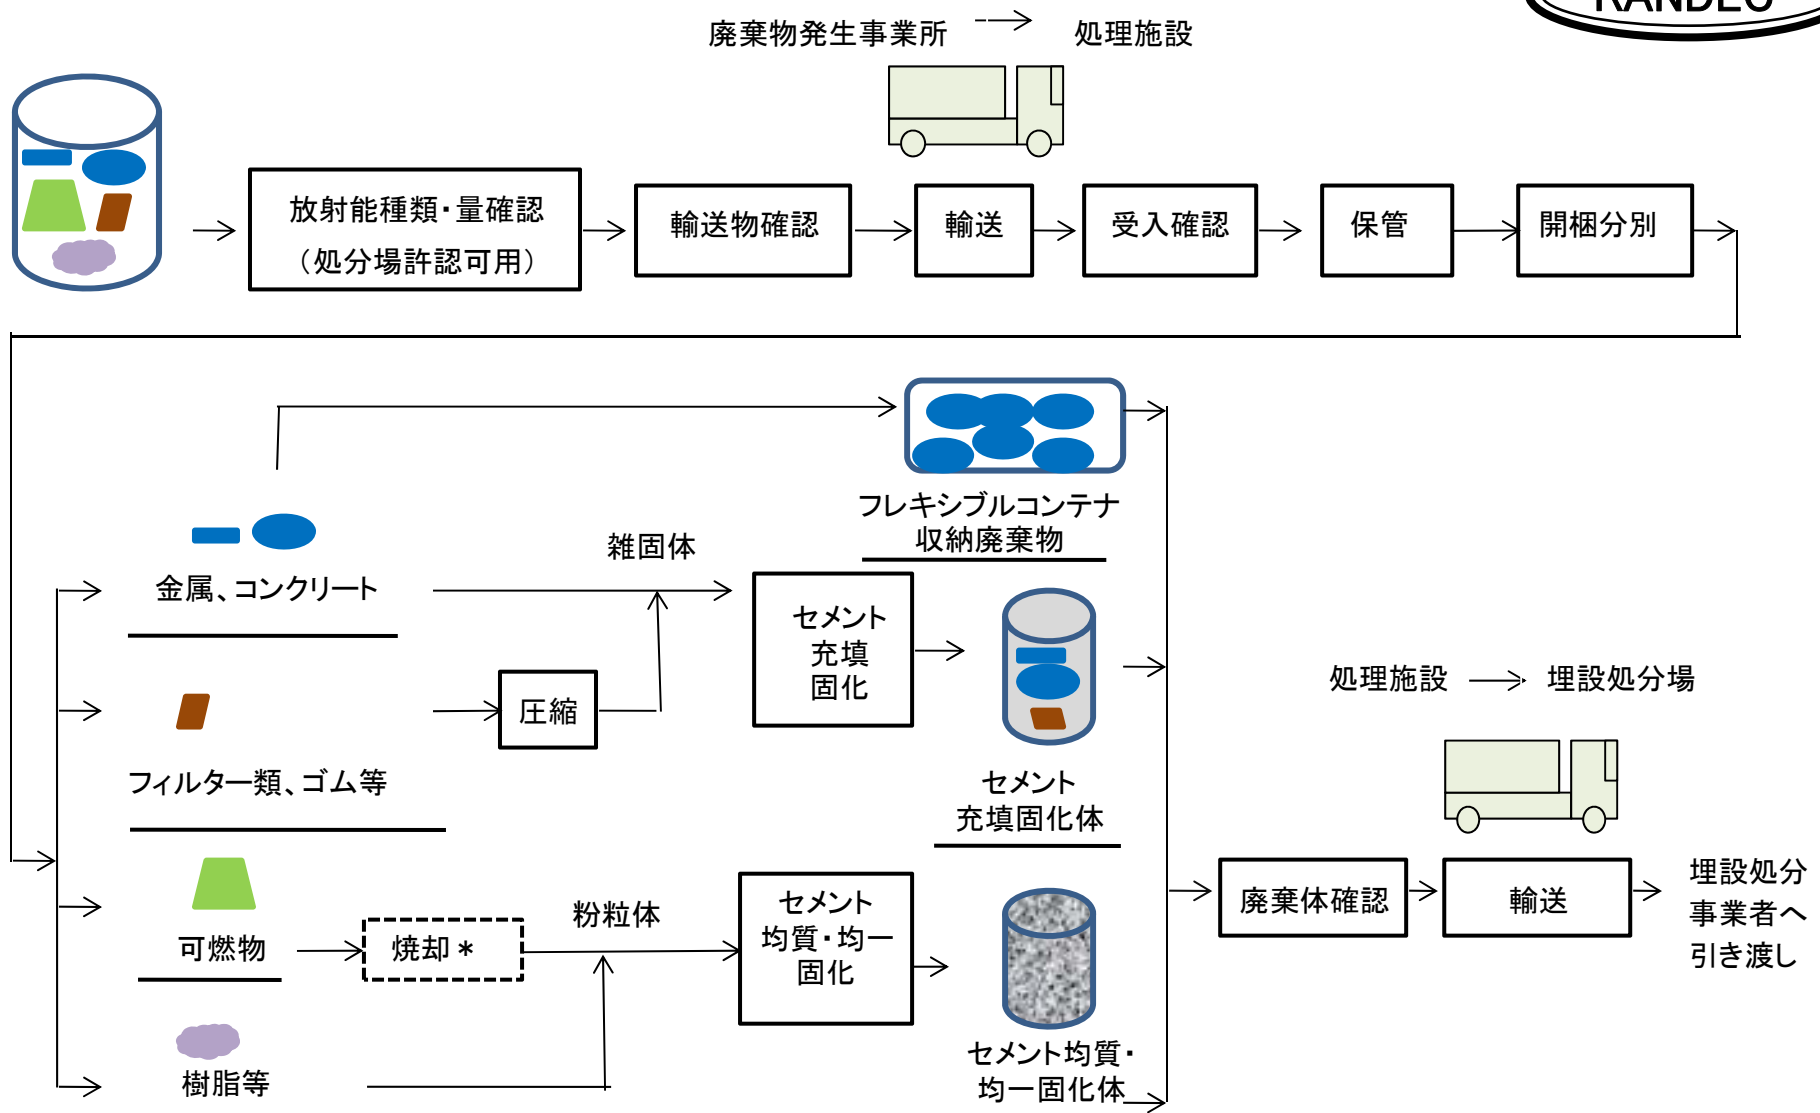 RANDEC
廃棄物発生事業所 処理施設
放射能種類・量確認
（処分場許認可用）
輸送物確認
輸送
受入確認
保管
開梱分別
フレキシブルコンテナ
収納廃棄物
雑固体
金属、コンクリート
セメント
充填
固化
圧縮
フィルター類、ゴム等
セメント
充填固化体
処理施設 埋設処分場
可燃物
焼却＊
粉粒体
セメント
均質・均一
固化
廃棄体確認
輸送
埋設処分
事業者へ
引き渡し
樹脂等
セメント均質・
均一固化体